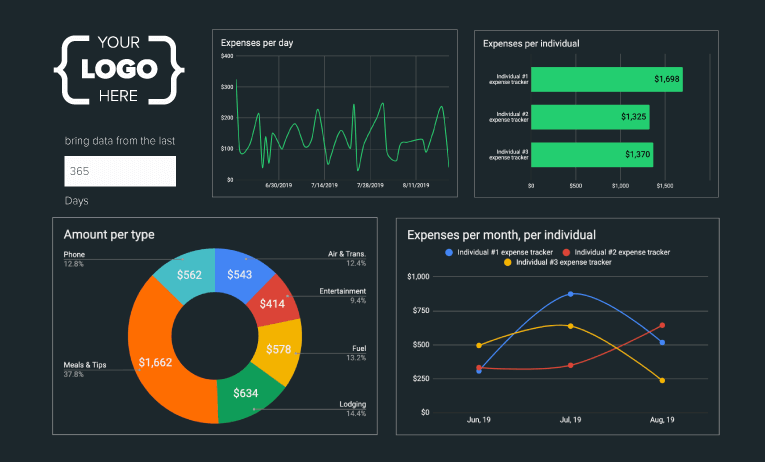 YOUR
LOGO
HERE
bring data from the last
365
Days
Expenses per day
$400
$300
$200
$100
$0
6/30/2019 7/14/2019 7/28/2019 8/11/2019
Expenses per individual
Individual #1
expense tracker
$1,698
Individual #2
expense tracker
$1,325
Individual #3
expense tracker
$1,370
$0 $500 $1,000 $1,500
Amount per type
Phone
12.8%
Air & Trans.
12.4%
Entertainment
9.4%
Fuel
13.2%
Meals & Tips
37.8%
Lodging
14.4%
$562
$543
$414
$578
$1,662
$634
Expenses per month, per individual
Individual #1 expense tracker Individual #2 expense tracker
Individual #3 expense tracker
$1,000
$750
$500
$250
$0
Jun, 19 Jul, 19 Aug, 19